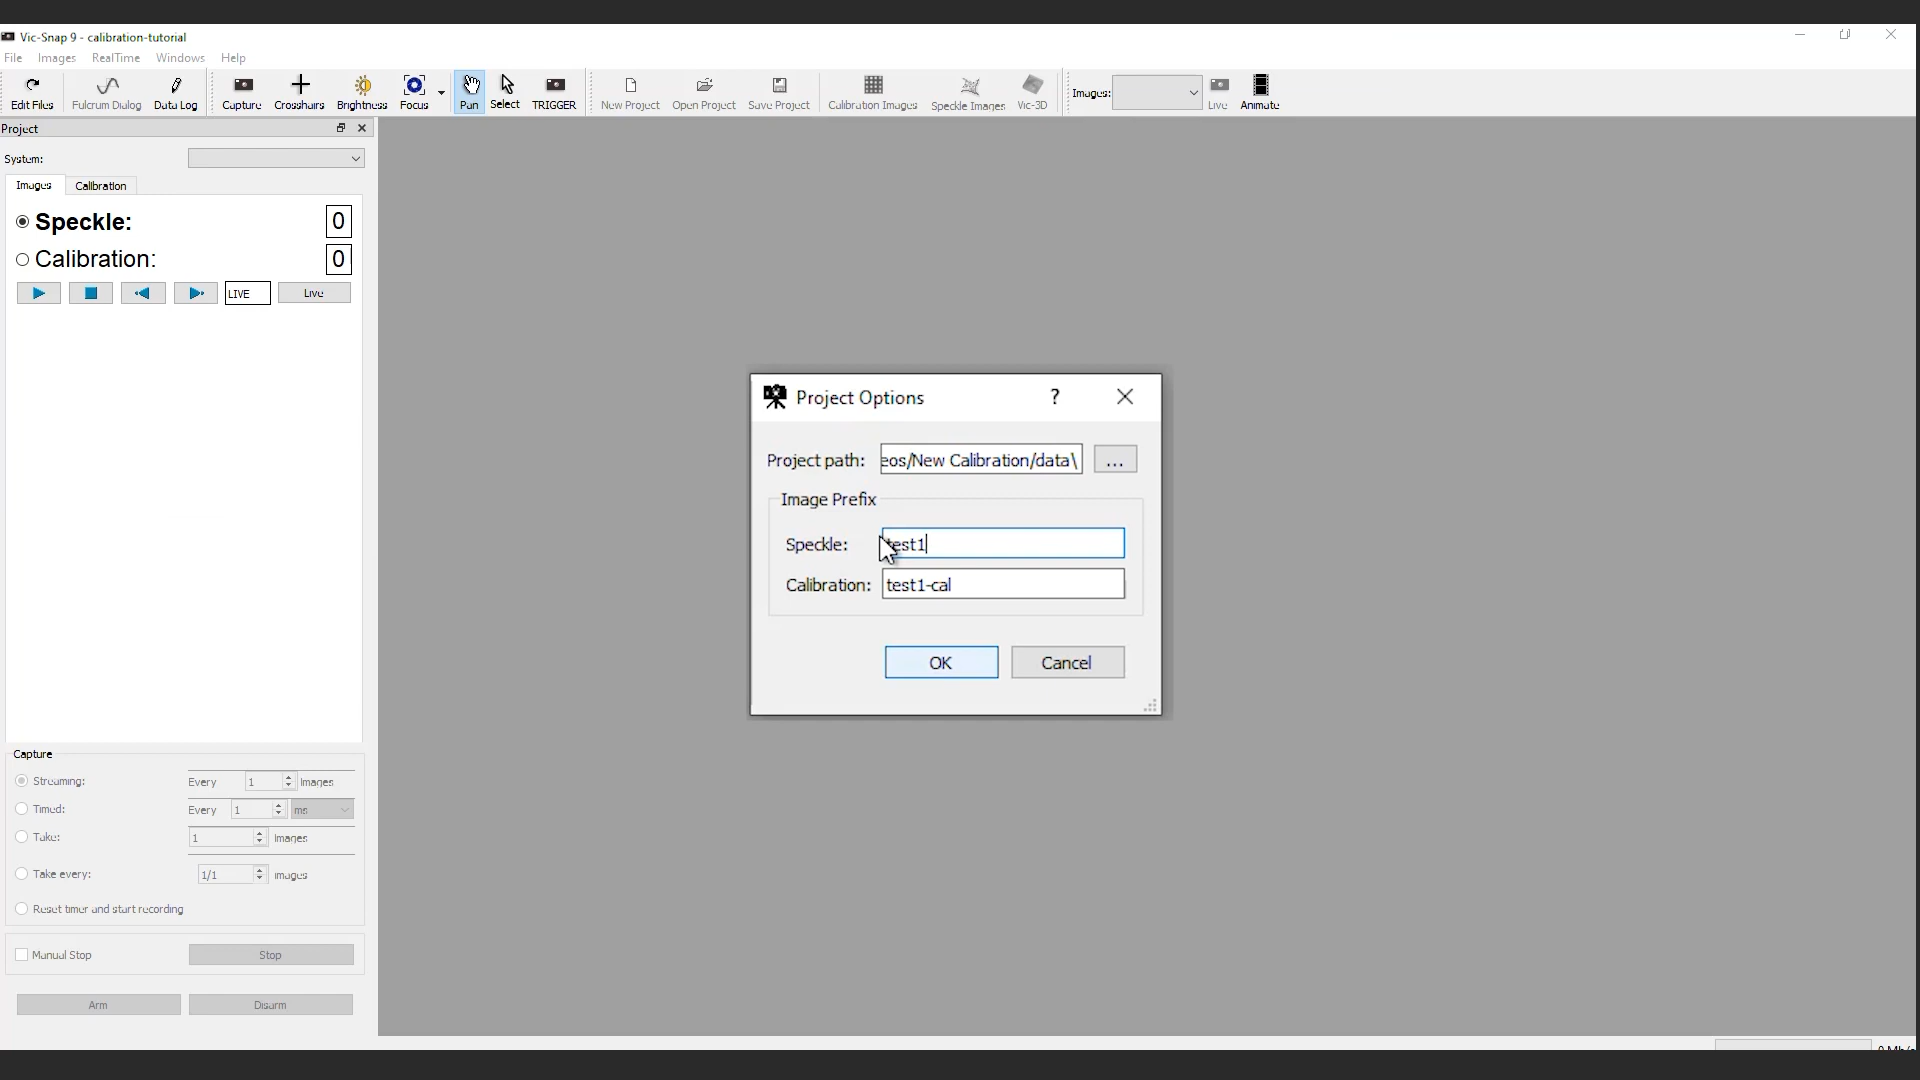 Vic-Snap 9 - calibration-tutorial
File Images RealTime Windows Help
Edit Files Fulcrum Dialog Data Log Capture Crosshairs Brightness Focus Pan Select TRIGGER New Project Open Project Save Project Calibration Images Speckle Images Vic-3D Images: Live Animate
Project
System:
Images Calibration
Speckle: 0
Calibration: 0
LIVE Live
Project Options ?
Project path: eos/New Calibration/data\ ...
Image Prefix
Speckle: test1
Calibration: test1-cal
OK Cancel
Capture
Streaming: Every 1 Images
Timed: Every 1 ms
Take: 1 Images
Take every: 1/1 images
Reset timer and start recording
Manual Stop Stop
Arm Disarm